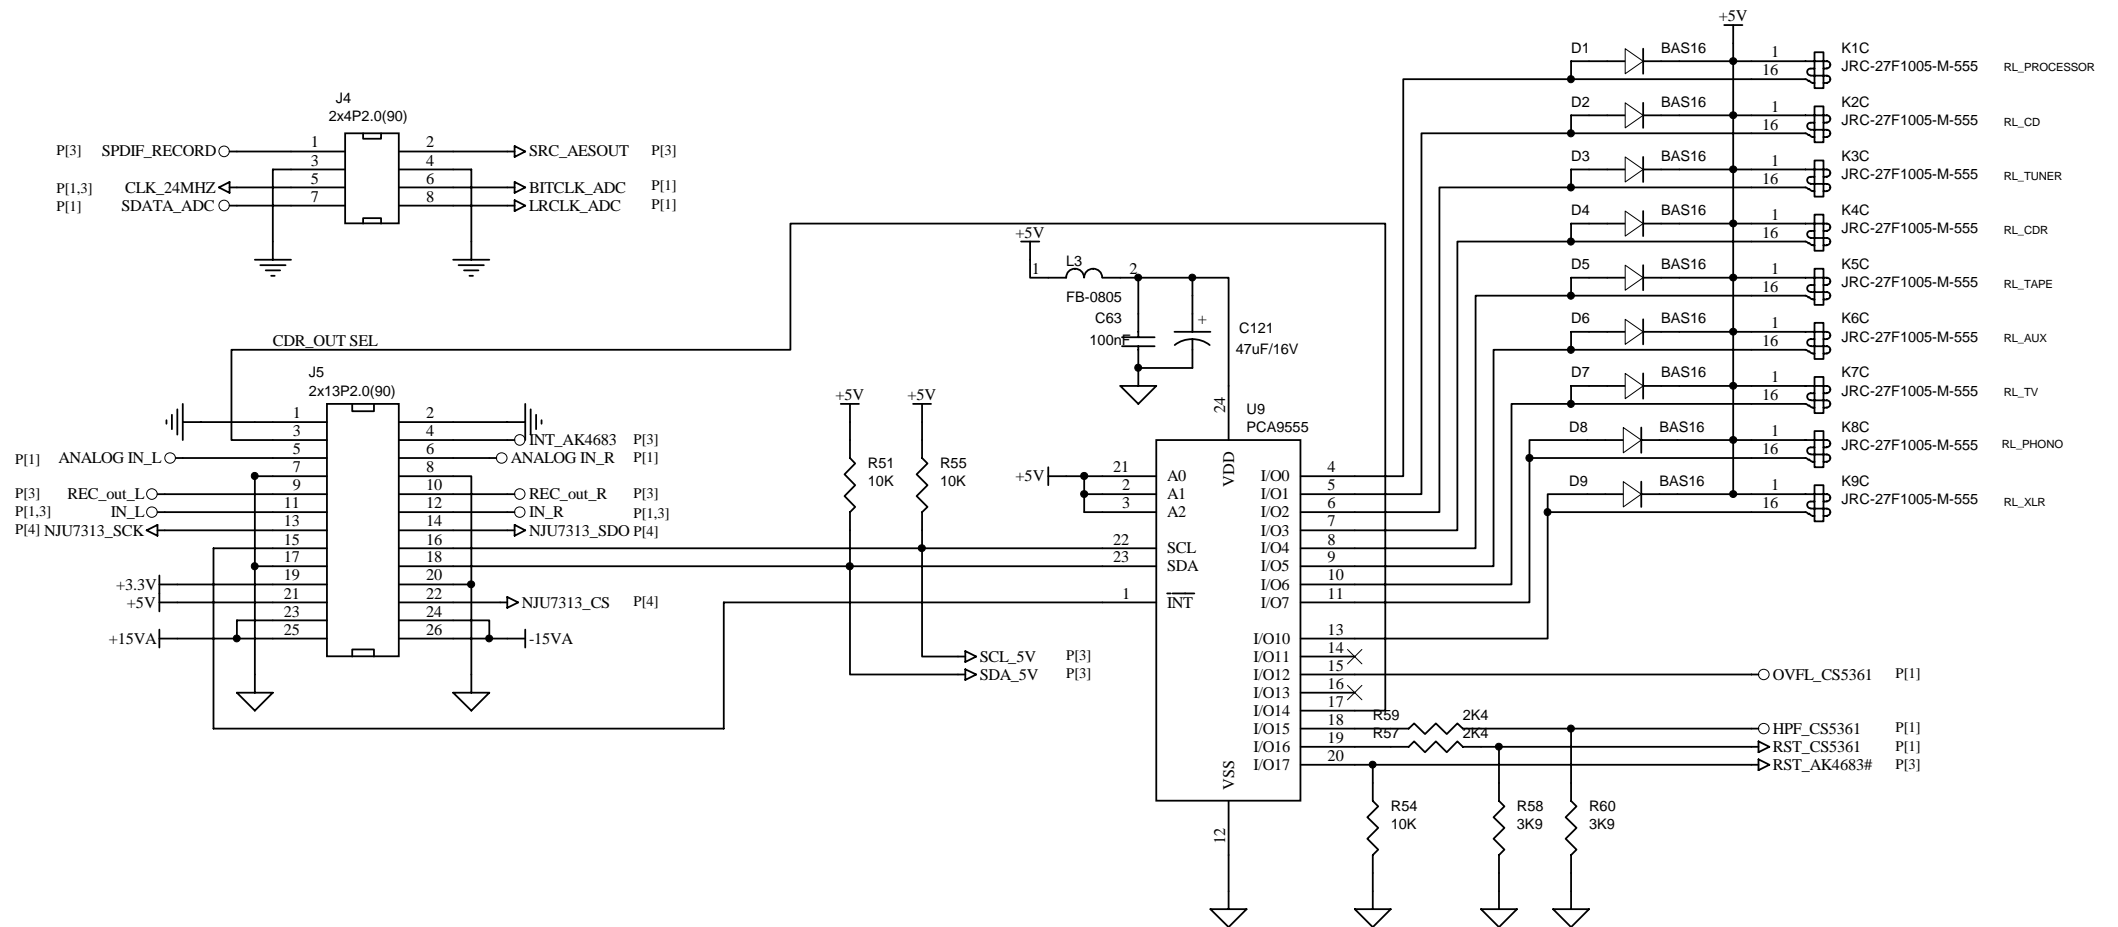 J4
2x4P2.0(90)
P[3] SPDIF_RECORD 1 2 SRC_AESOUT P[3]
3 4
P[1,3] CLK_24MHZ 5 6 BITCLK_ADC P[1]
P[1] SDATA_ADC 7 8 LRCLK_ADC P[1]
CDR_OUT SEL
J5
2x13P2.0(90)
1 2
3 4 INT_AK4683 P[3]
P[1] ANALOG IN_L 5 6 ANALOG IN_R P[1]
7 8
P[3] REC_out_L 9 10 REC_out_R P[3]
P[1,3] IN_L 11 12 IN_R P[1,3]
P[4] NJU7313_SCK 13 14 NJU7313_SDO P[4]
15 16
17 18
+3.3V 19 20
+5V 21 22 NJU7313_CS P[4]
23 24
+15VA 25 26 -15VA
+5V
1 L3 2
FB-0805
C63
100nF
C121
47uF/16V
+5V +5V
R51
10K
R55
10K
SCL_5V P[3]
SDA_5V P[3]
U9
PCA9555
24
VDD
+5V 21 A0 I/O0 4
2 A1 I/O1 5
3 A2 I/O2 6
I/O3 7
22 SCL I/O4 8
23 SDA I/O5 9
I/O6 10
1 INT I/O7 11
I/O10 13
I/O11 14
I/O12 15 OVFL_CS5361 P[1]
I/O13 16
I/O14 17
I/O15 18 R59 2K4 HPF_CS5361 P[1]
I/O16 19 R57 2K4 RST_CS5361 P[1]
I/O17 20 RST_AK4683# P[3]
VSS
12
R54
10K
R58
3K9
R60
3K9
+5V
D1 BAS16 1 K1C
16 JRC-27F1005-M-555 RL_PROCESSOR
D2 BAS16 1 K2C
16 JRC-27F1005-M-555 RL_CD
D3 BAS16 1 K3C
16 JRC-27F1005-M-555 RL_TUNER
D4 BAS16 1 K4C
16 JRC-27F1005-M-555 RL_CDR
D5 BAS16 1 K5C
16 JRC-27F1005-M-555 RL_TAPE
D6 BAS16 1 K6C
16 JRC-27F1005-M-555 RL_AUX
D7 BAS16 1 K7C
16 JRC-27F1005-M-555 RL_TV
D8 BAS16 1 K8C
16 JRC-27F1005-M-555 RL_PHONO
D9 BAS16 1 K9C
16 JRC-27F1005-M-555 RL_XLR